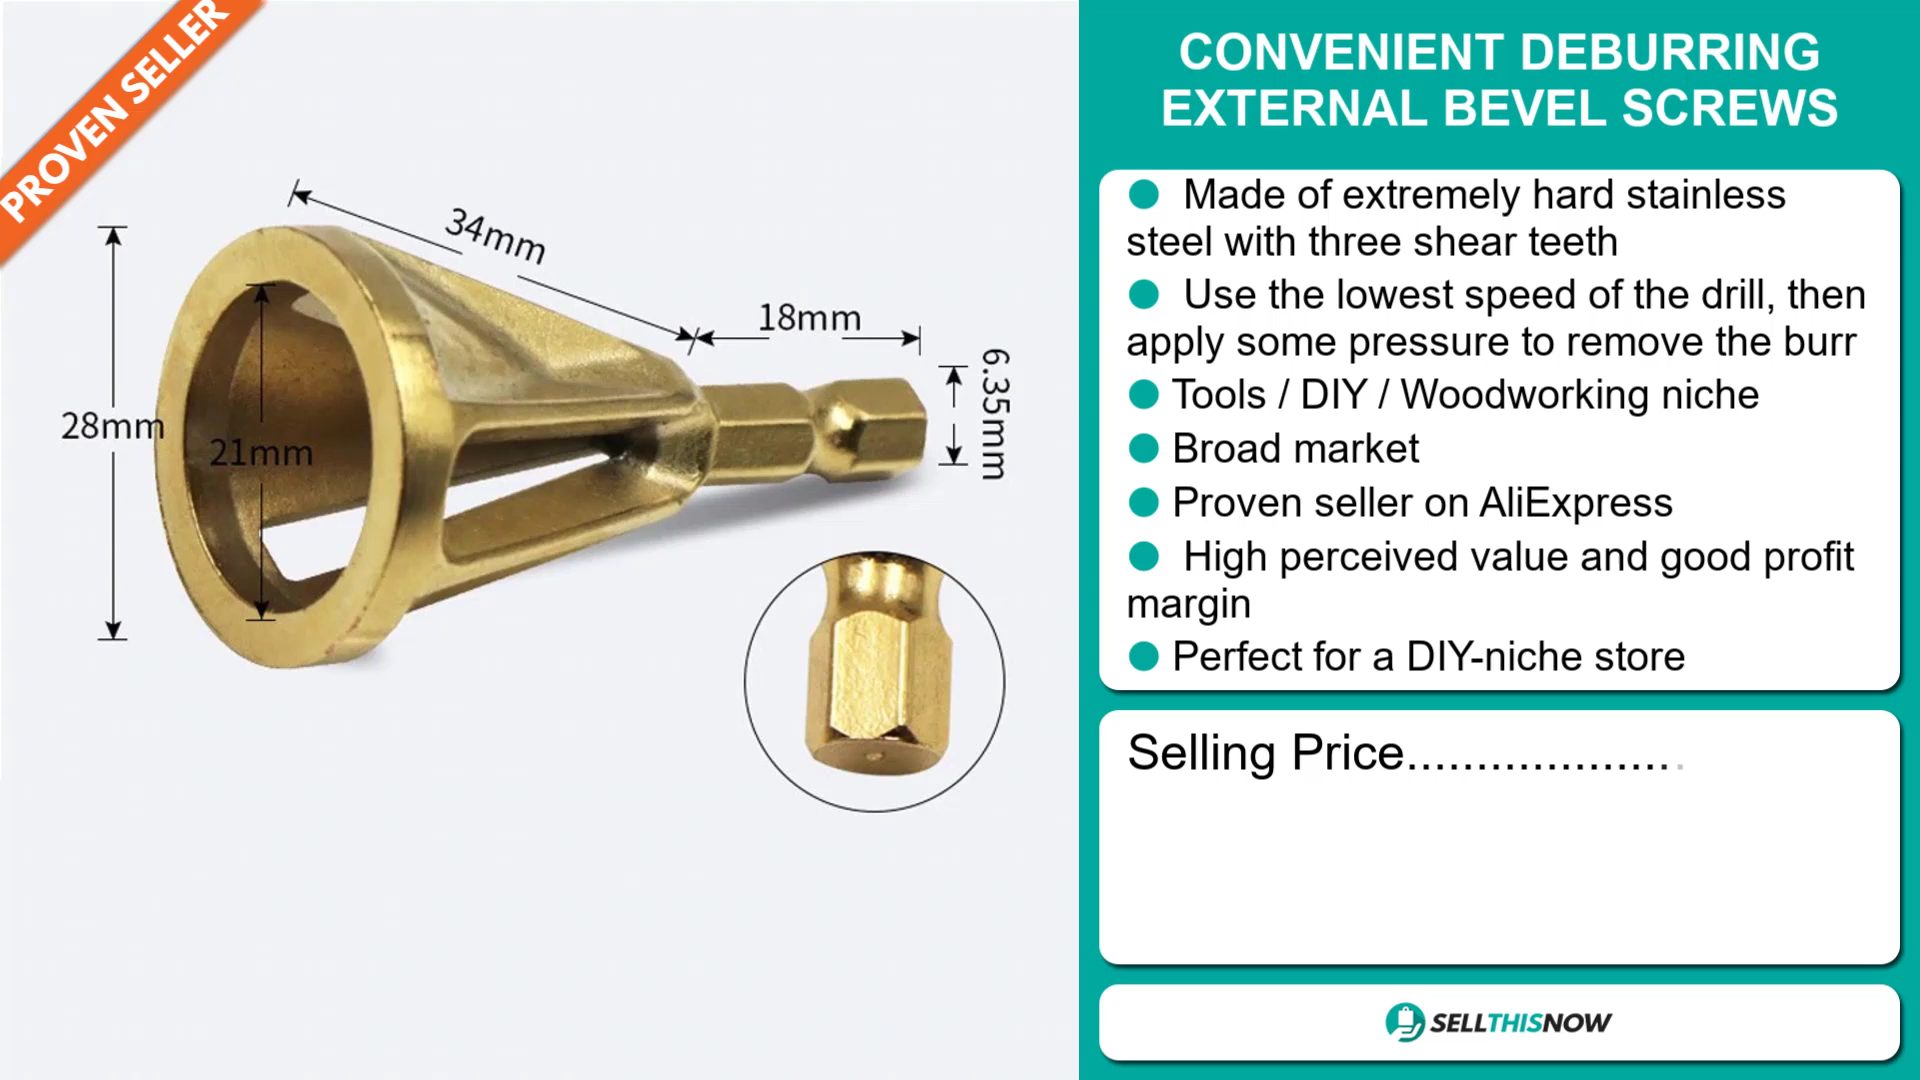 PROVEN SELLER
34mm
18mm
6.35mm
28mm
21mm
CONVENIENT DEBURRING
EXTERNAL BEVEL SCREWS
● Made of extremely hard stainless
steel with three shear teeth
● Use the lowest speed of the drill, then
apply some pressure to remove the burr
● Tools / DIY / Woodworking niche
● Broad market
● Proven seller on AliExpress
● High perceived value and good profit
margin
● Perfect for a DIY-niche store
Selling Price....................
SELLTHISNOW